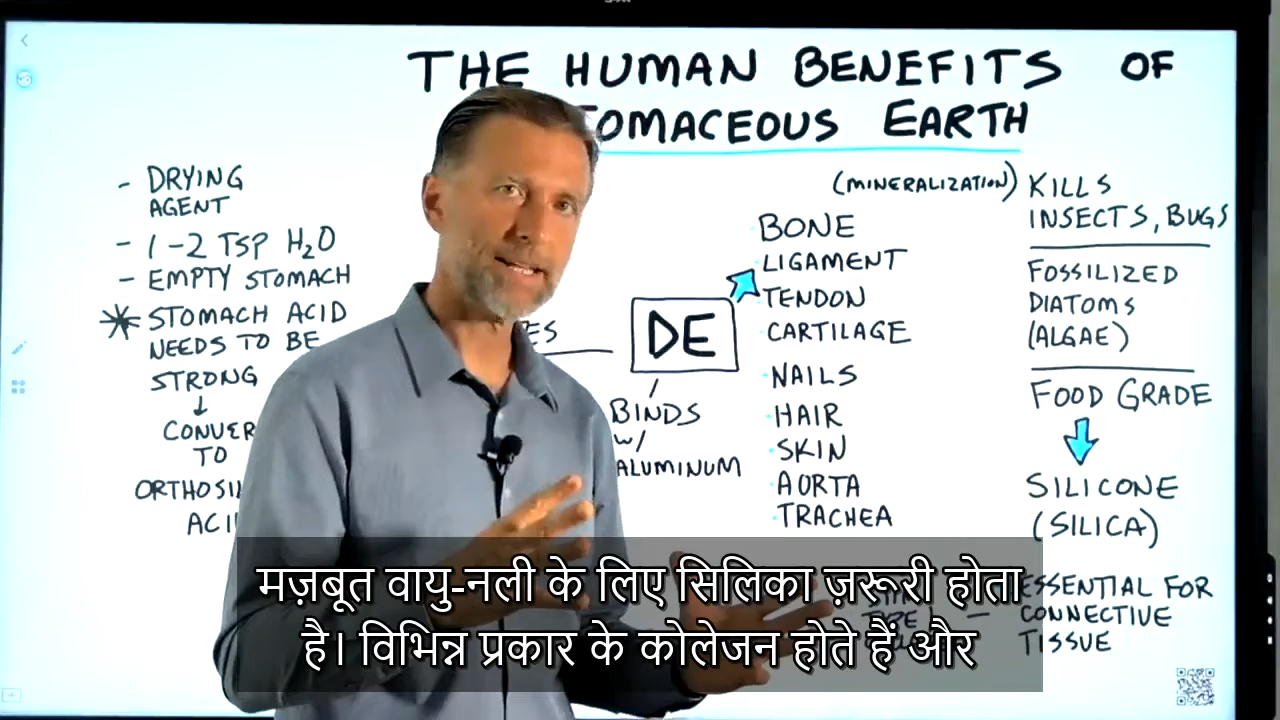 THE HUMAN BENEFITS OF
TOMACEOUS EARTH
- DRYING
AGENT
- 1-2 TSP H2O
- EMPTY STOMACH
* STOMACH ACID
NEEDS TO BE
STRONG
↓
CONVER
TO
ORTHOSI
ACI
ES
DE
BINDS
W/
ALUMINUM
(MINERALIZATION)
BONE
LIGAMENT
TENDON
CARTILAGE
NAILS
HAIR
SKIN
AORTA
TRACHEA
KILLS
INSECTS, BUGS
FOSSILIZED
DIATOMS
(ALGAE)
FOOD GRADE
SILICONE
(SILICA)
- ESSENTIAL FOR
CONNECTIVE
TISSUE
मज़बूत वायु-नली के लिए सिलिका ज़रूरी होता
है। विभिन्न प्रकार के कोलेजन होते हैं और